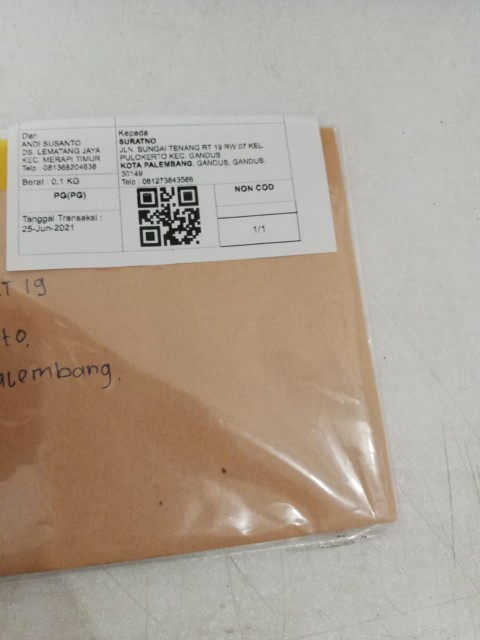 Dari
ANDI SUSANTO
DS. LEMATANG JAYA
KEC. MERAPI TIMUR
Telp : 081368204838
Berat : 0,1 KG
PG(PG)
Tanggal Transaksi :
25-Jun-2021
Kepada
SURATNO
JLN. SUNGAI TENANG RT 19 RW 07 KEL.
PULOKERTO KEC. GANDUS
KOTA PALEMBANG, GANDUS, GANDUS,
30149
Telp : 081273843586
NON COD
1/1
RT 19
to,
alembang.